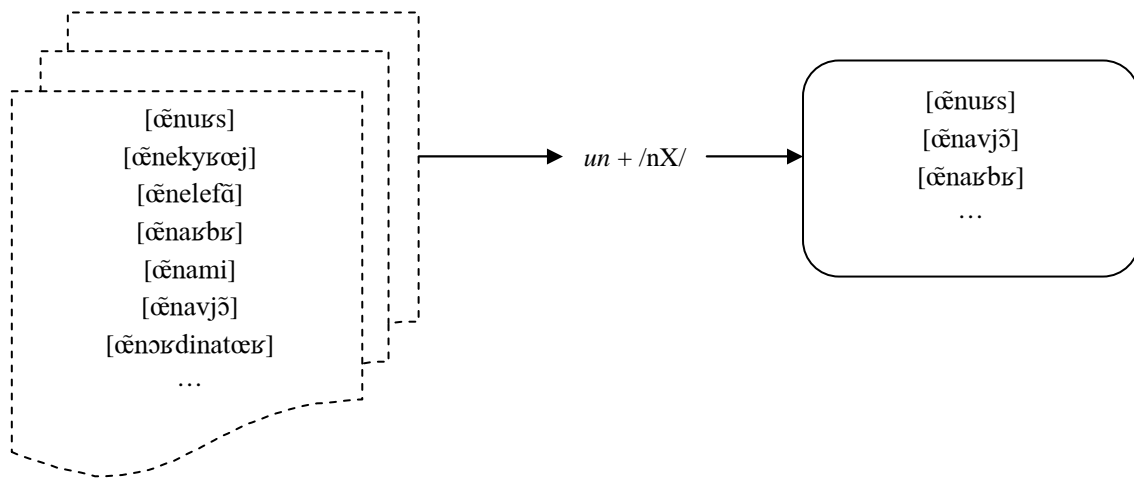 [œ̃nuʁs]
[œ̃nekyʁœj]
[œ̃nelefɑ̃]
[œ̃naʁbʁ]
[œ̃nami]
[œ̃navjɔ̃]
[œ̃nɔʁdinatœʁ]
…
un + /nX/
[œ̃nuʁs]
[œ̃navjɔ̃]
[œ̃naʁbʁ]
…